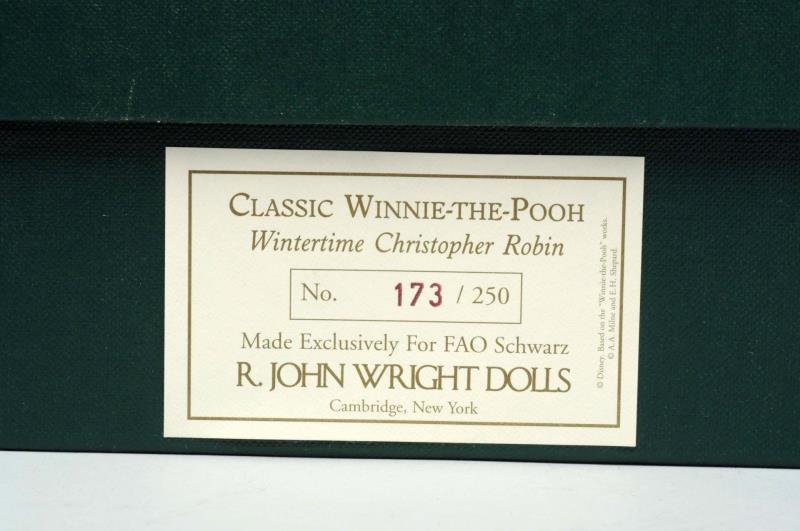 CLASSIC WINNIE-THE-POOH
Wintertime Christopher Robin
No. 173 / 250
Made Exclusively For FAO Schwarz
R. JOHN WRIGHT DOLLS
Cambridge, New York
© Disney. Based on the "Winnie-the-Pooh" works.
© A.A. Milne and E.H. Shepard.